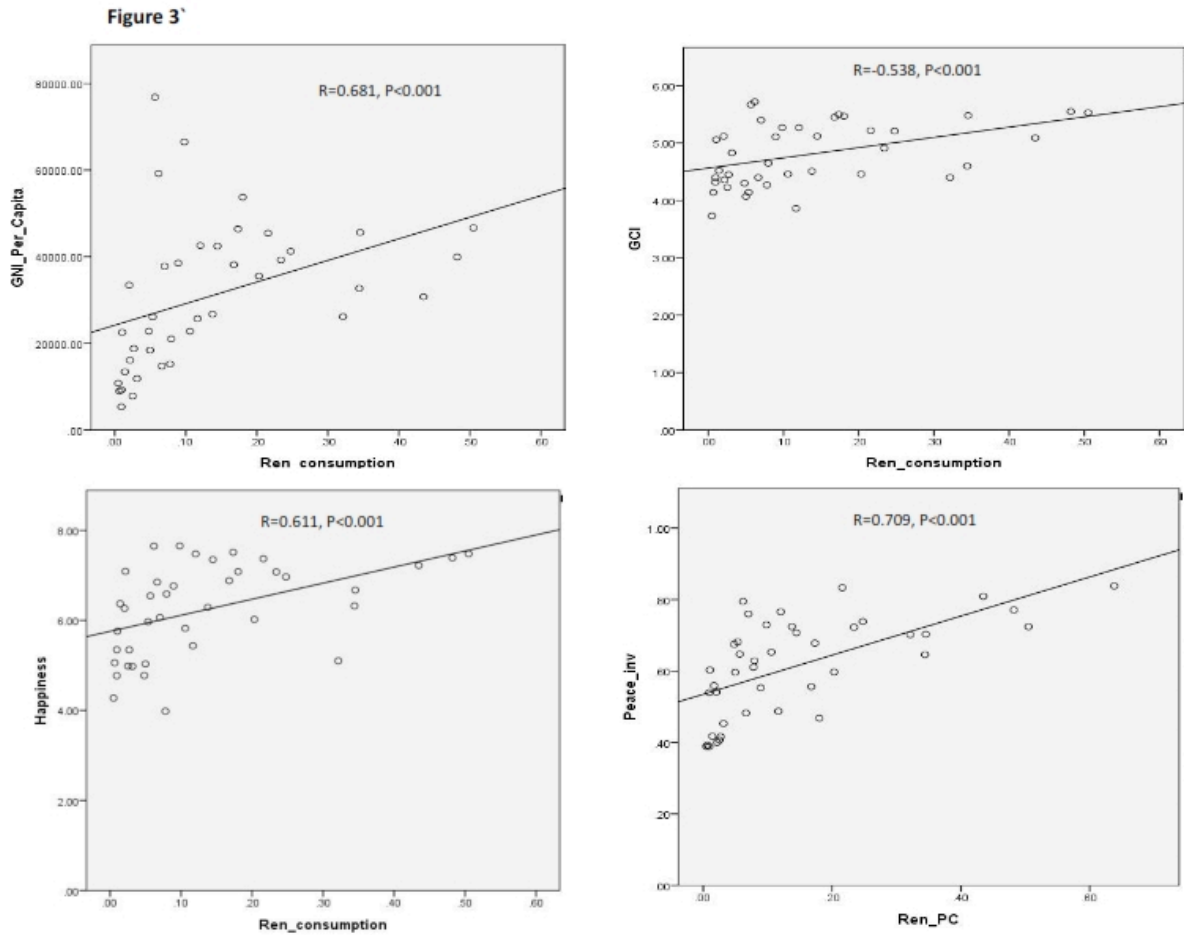 Figure 3`
R=0.681, P<0.001
80000.00
60000.00
40000.00
20000.00
.00
GNI_Per_Capita
.00 .10 .20 .30 .40 .50 .60
Ren_consumption
R=-0.538, P<0.001
6.00
5.00
4.00
3.00
2.00
1.00
.00
GCI
.00 .10 .20 .30 .40 .50 .60
Ren_consumption
R=0.611, P<0.001
8.00
6.00
4.00
2.00
.00
Happiness
.00 .10 .20 .30 .40 .50 .60
Ren_consumption
R=0.709, P<0.001
1.00
.80
.60
.40
.20
.00
Peace_inv
.00 .20 .40 .60
Ren_PC